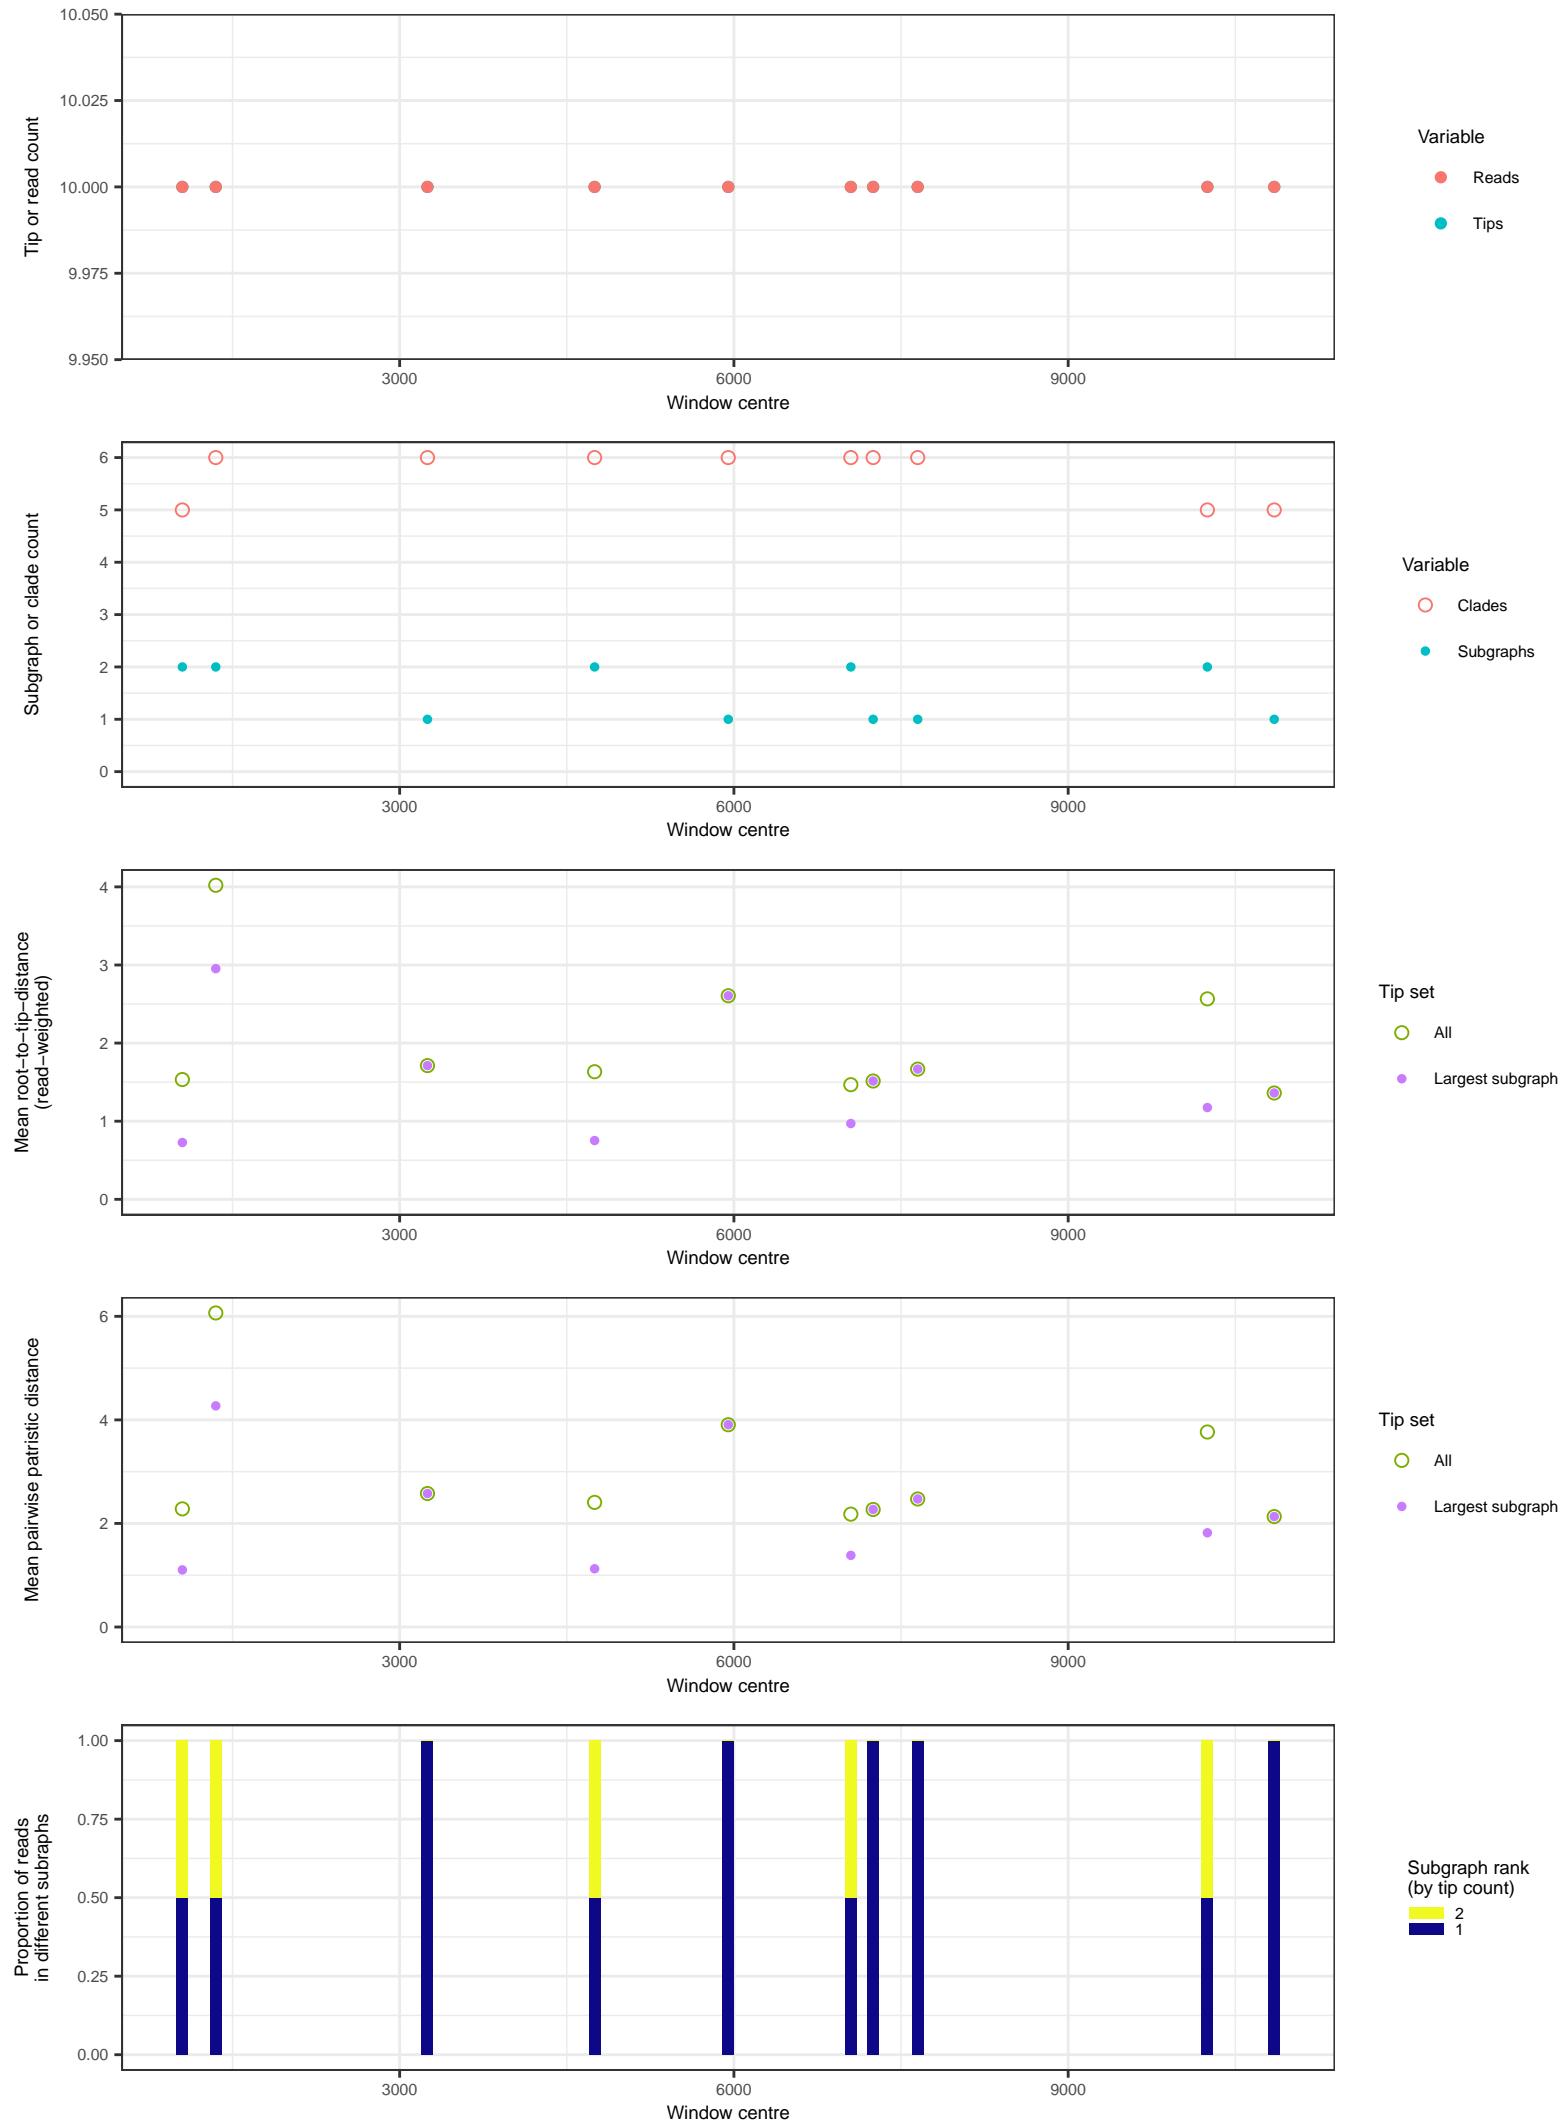 10.050
10.025
10.000
9.975
9.950
Tip or read count
3000
6000
9000
Window centre
Variable
Reads
Tips
6
5
4
3
2
1
0
Subgraph or clade count
3000
6000
9000
Window centre
Variable
Clades
Subgraphs
4
3
2
1
0
Mean root−to−tip−distance
(read−weighted)
3000
6000
9000
Window centre
Tip set
All
Largest subgraph
6
4
2
0
Mean pairwise patristic distance
3000
6000
9000
Window centre
Tip set
All
Largest subgraph
1.00
0.75
0.50
0.25
0.00
Proportion of reads
in different subraphs
3000
6000
9000
Window centre
Subgraph rank
(by tip count)
2
1